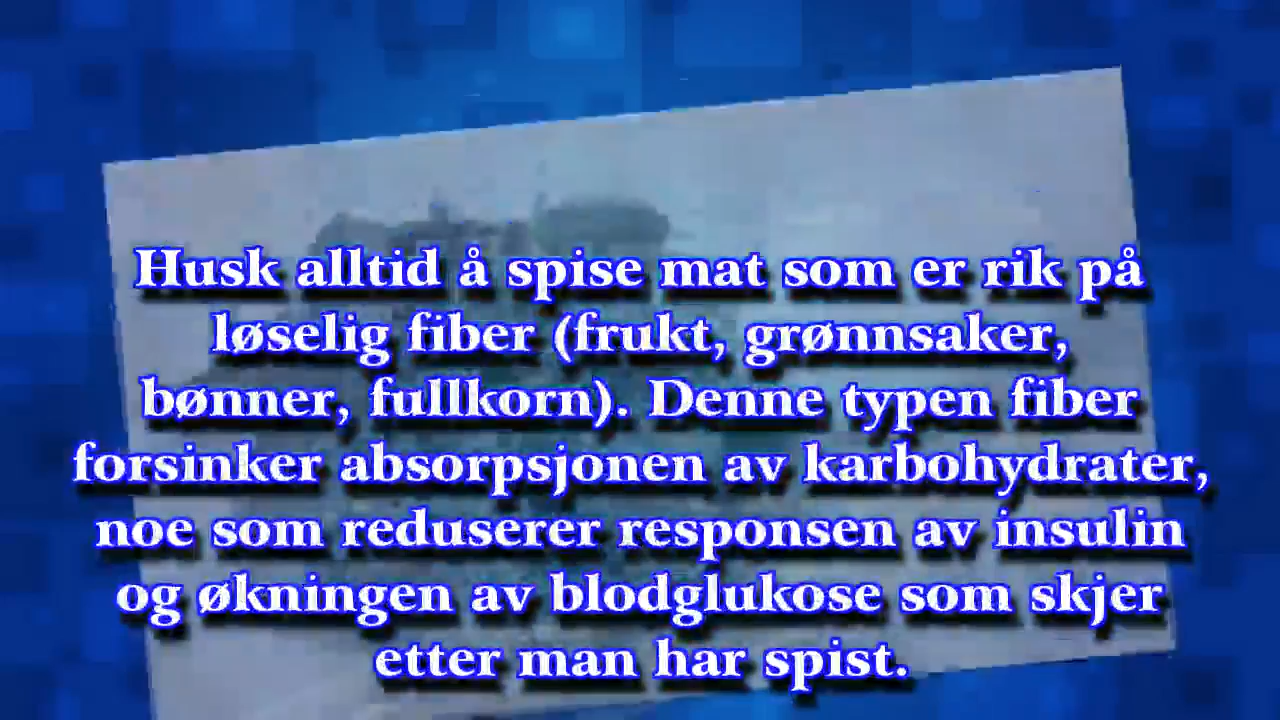 Husk alltid å spise mat som er rik på
løselig fiber (frukt, grønnsaker,
bønner, fullkorn). Denne typen fiber
forsinker absorpsjonen av karbohydrater,
noe som reduserer responsen av insulin
og økningen av blodglukose som skjer
etter man har spist.